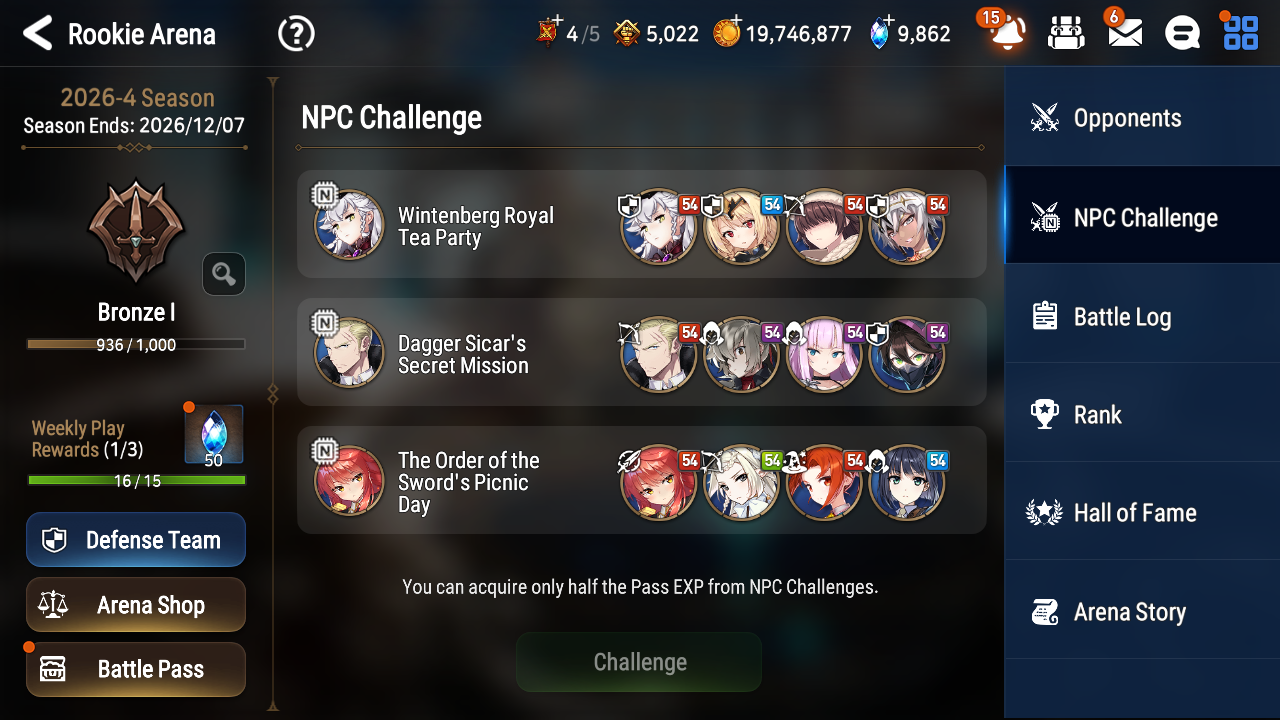 Rookie Arena
?
4/5
5,022
19,746,877
9,862
15
6
2026-4 Season
Season Ends: 2026/12/07
Bronze I
936 / 1,000
Weekly Play
Rewards (1/3)
50
16 / 15
Defense Team
Arena Shop
Battle Pass
NPC Challenge
N
Wintenberg Royal
Tea Party
54
54
54
54
N
Dagger Sicar's
Secret Mission
54
54
54
54
N
The Order of the
Sword's Picnic
Day
54
54
54
54
You can acquire only half the Pass EXP from NPC Challenges.
Challenge
Opponents
N
NPC Challenge
Battle Log
Rank
Hall of Fame
Arena Story